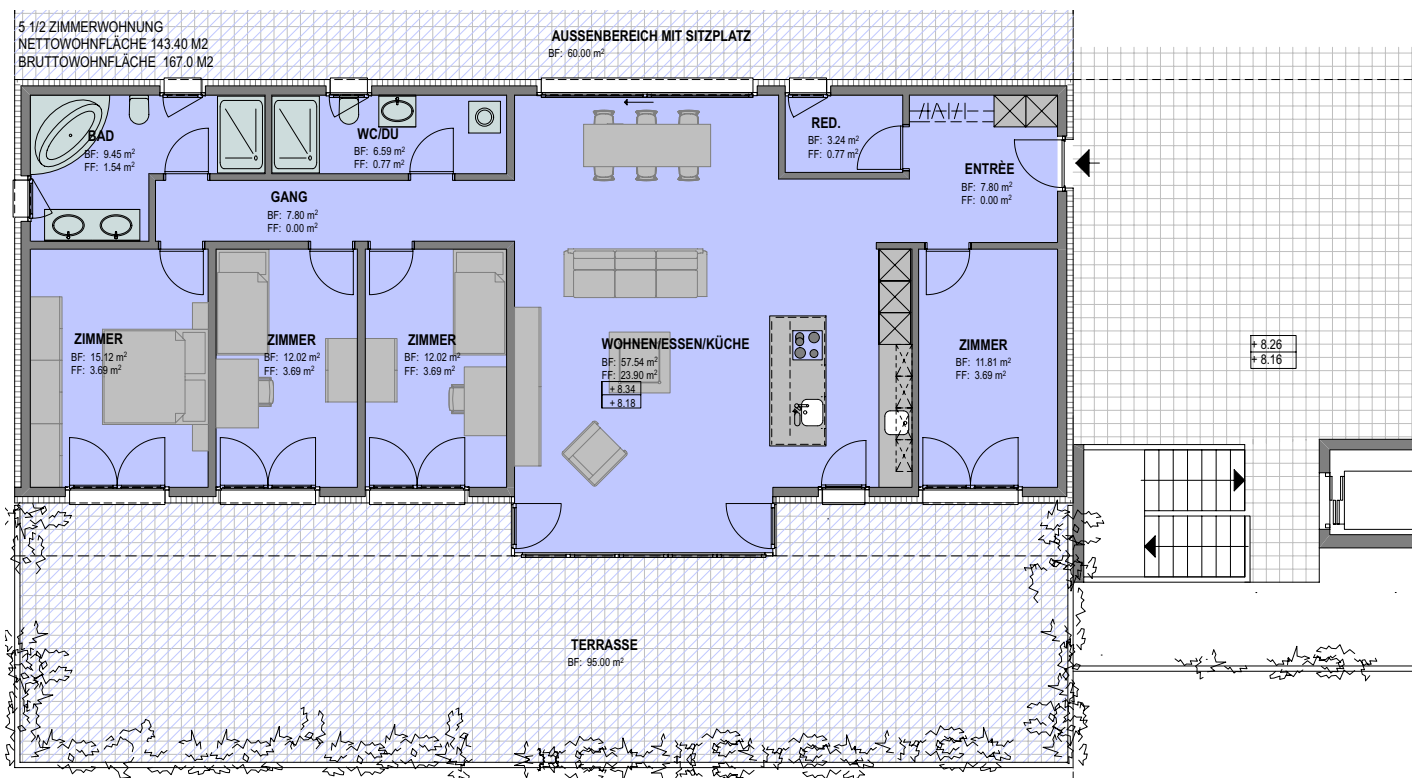 5 1/2 ZIMMERWOHNUNG
NETTOWOHNFLÄCHE 143.40 M2
BRUTTOWOHNFLÄCHE 167.0 M2
AUSSENBEREICH MIT SITZPLATZ
BF: 60.00 m²
BAD
BF: 9.45 m²
FF: 1.54 m²
WC/DU
BF: 6.59 m²
FF: 0.77 m²
RED.
BF: 3.24 m²
FF: 0.77 m²
ENTRÈE
BF: 7.80 m²
FF: 0.00 m²
GANG
BF: 7.80 m²
FF: 0.00 m²
ZIMMER
BF: 15.12 m²
FF: 3.69 m²
ZIMMER
BF: 12.02 m²
FF: 3.69 m²
ZIMMER
BF: 12.02 m²
FF: 3.69 m²
WOHNEN/ESSEN/KÜCHE
BF: 57.54 m²
FF: 23.90 m²
+ 8.34
+ 8.18
ZIMMER
BF: 11.81 m²
FF: 3.69 m²
+ 8.26
+ 8.16
TERRASSE
BF: 95.00 m²